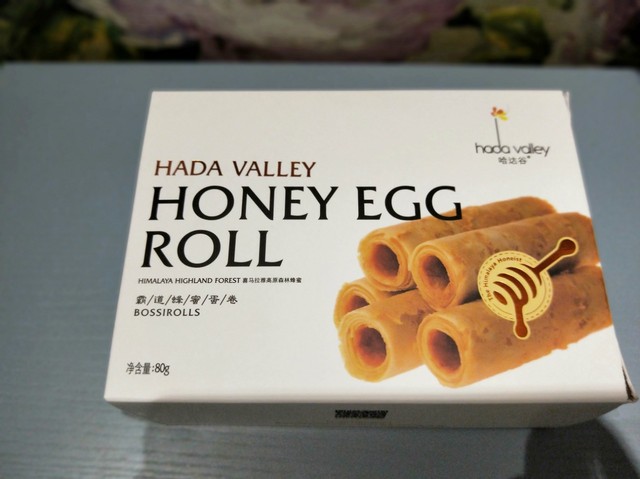 hada valley
哈达谷®
HADA VALLEY
HONEY EGG
ROLL
HIMALAYA HIGHLAND FOREST 喜马拉雅高原森林蜂蜜
霸/道/蜂/蜜/蛋/卷
BOSSIROLLS
净含量:80g